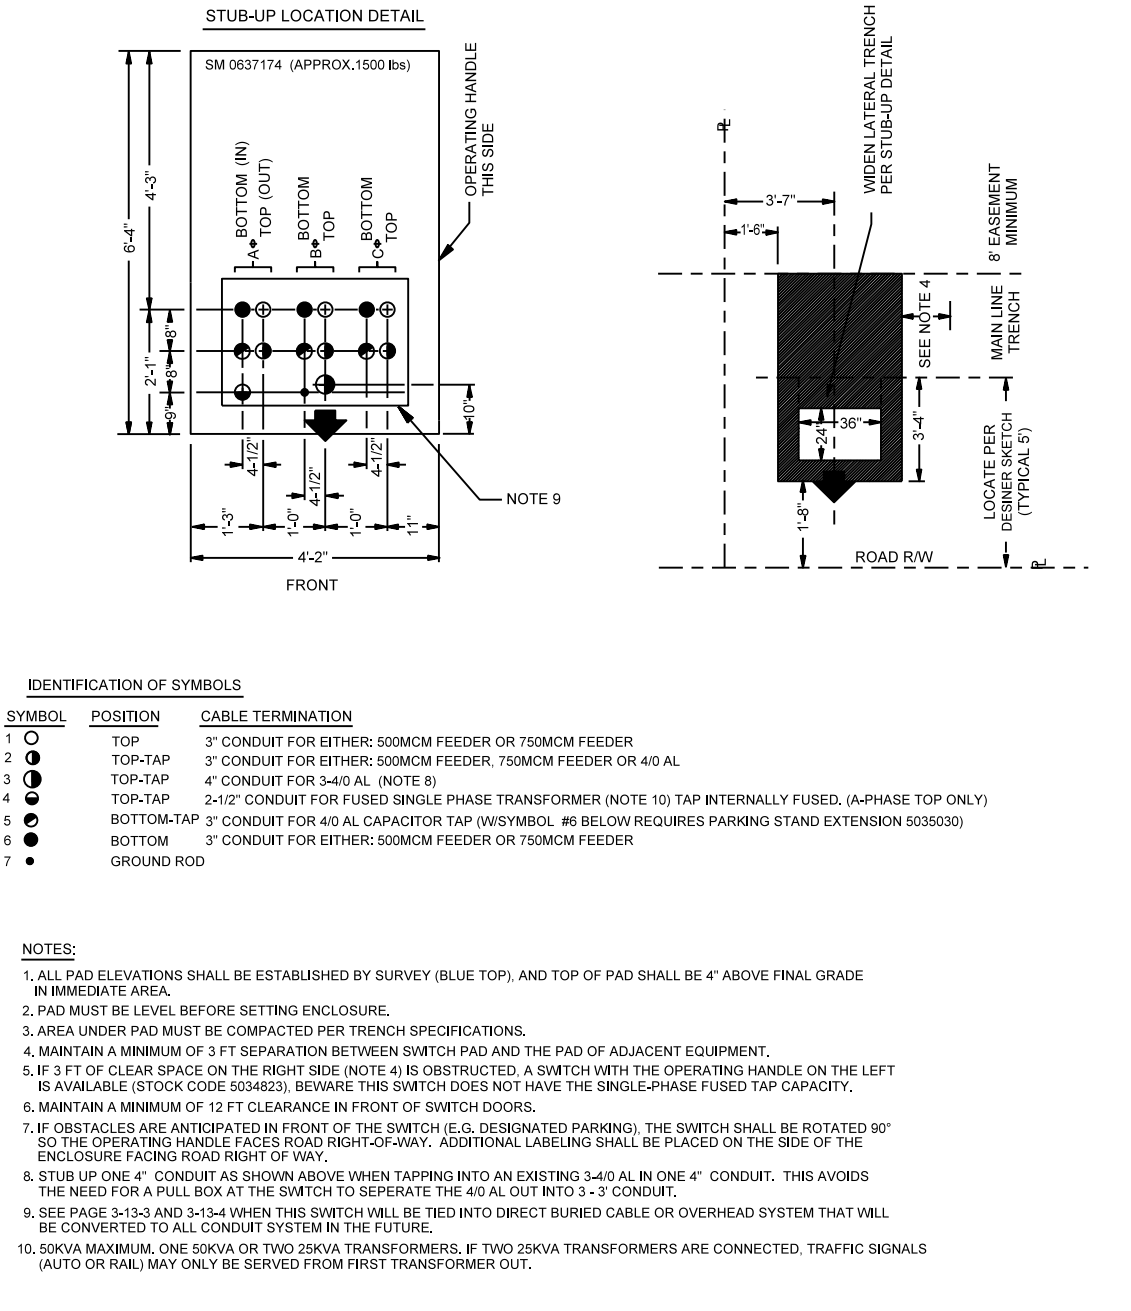 STUB-UP LOCATION DETAIL
SM 0637174 (APPROX.1500 lbs)
OPERATING HANDLE
THIS SIDE
6'-4"
4'-3"
2'-1"
8"
8"
9"
BOTTOM (IN)
TOP (OUT)
AΦ
BOTTOM
TOP
BΦ
BOTTOM
TOP
CΦ
10"
4-1/2"
4-1/2"
4-1/2"
NOTE 9
1'-3"
1'-0"
1'-0"
11"
4'-2"
FRONT
PL
WIDEN LATERAL TRENCH
PER STUB-UP DETAIL
3'-7"
1'-6"
8' EASEMENT
MINIMUM
SEE NOTE 4
MAIN LINE
TRENCH
36"
24"
3'-4"
1'-8"
LOCATE PER
DESINER SKETCH
(TYPICAL 5')
ROAD R/W
PL
IDENTIFICATION OF SYMBOLS
SYMBOL POSITION CABLE TERMINATION
1 TOP 3" CONDUIT FOR EITHER: 500MCM FEEDER OR 750MCM FEEDER
2 TOP-TAP 3" CONDUIT FOR EITHER: 500MCM FEEDER, 750MCM FEEDER OR 4/0 AL
3 TOP-TAP 4" CONDUIT FOR 3-4/0 AL (NOTE 8)
4 TOP-TAP 2-1/2" CONDUIT FOR FUSED SINGLE PHASE TRANSFORMER (NOTE 10) TAP INTERNALLY FUSED. (A-PHASE TOP ONLY)
5 BOTTOM-TAP 3" CONDUIT FOR 4/0 AL CAPACITOR TAP (W/SYMBOL #6 BELOW REQUIRES PARKING STAND EXTENSION 5035030)
6 BOTTOM 3" CONDUIT FOR EITHER: 500MCM FEEDER OR 750MCM FEEDER
7 GROUND ROD
NOTES:
1. ALL PAD ELEVATIONS SHALL BE ESTABLISHED BY SURVEY (BLUE TOP), AND TOP OF PAD SHALL BE 4" ABOVE FINAL GRADE
IN IMMEDIATE AREA.
2. PAD MUST BE LEVEL BEFORE SETTING ENCLOSURE.
3. AREA UNDER PAD MUST BE COMPACTED PER TRENCH SPECIFICATIONS.
4. MAINTAIN A MINIMUM OF 3 FT SEPARATION BETWEEN SWITCH PAD AND THE PAD OF ADJACENT EQUIPMENT.
5. IF 3 FT OF CLEAR SPACE ON THE RIGHT SIDE (NOTE 4) IS OBSTRUCTED, A SWITCH WITH THE OPERATING HANDLE ON THE LEFT
IS AVAILABLE (STOCK CODE 5034823), BEWARE THIS SWITCH DOES NOT HAVE THE SINGLE-PHASE FUSED TAP CAPACITY.
6. MAINTAIN A MINIMUM OF 12 FT CLEARANCE IN FRONT OF SWITCH DOORS.
7. IF OBSTACLES ARE ANTICIPATED IN FRONT OF THE SWITCH (E.G. DESIGNATED PARKING), THE SWITCH SHALL BE ROTATED 90°
SO THE OPERATING HANDLE FACES ROAD RIGHT-OF-WAY. ADDITIONAL LABELING SHALL BE PLACED ON THE SIDE OF THE
ENCLOSURE FACING ROAD RIGHT OF WAY.
8. STUB UP ONE 4" CONDUIT AS SHOWN ABOVE WHEN TAPPING INTO AN EXISTING 3-4/0 AL IN ONE 4" CONDUIT. THIS AVOIDS
THE NEED FOR A PULL BOX AT THE SWITCH TO SEPERATE THE 4/0 AL OUT INTO 3 - 3' CONDUIT.
9. SEE PAGE 3-13-3 AND 3-13-4 WHEN THIS SWITCH WILL BE TIED INTO DIRECT BURIED CABLE OR OVERHEAD SYSTEM THAT WILL
BE CONVERTED TO ALL CONDUIT SYSTEM IN THE FUTURE.
10. 50KVA MAXIMUM. ONE 50KVA OR TWO 25KVA TRANSFORMERS. IF TWO 25KVA TRANSFORMERS ARE CONNECTED, TRAFFIC SIGNALS
(AUTO OR RAIL) MAY ONLY BE SERVED FROM FIRST TRANSFORMER OUT.